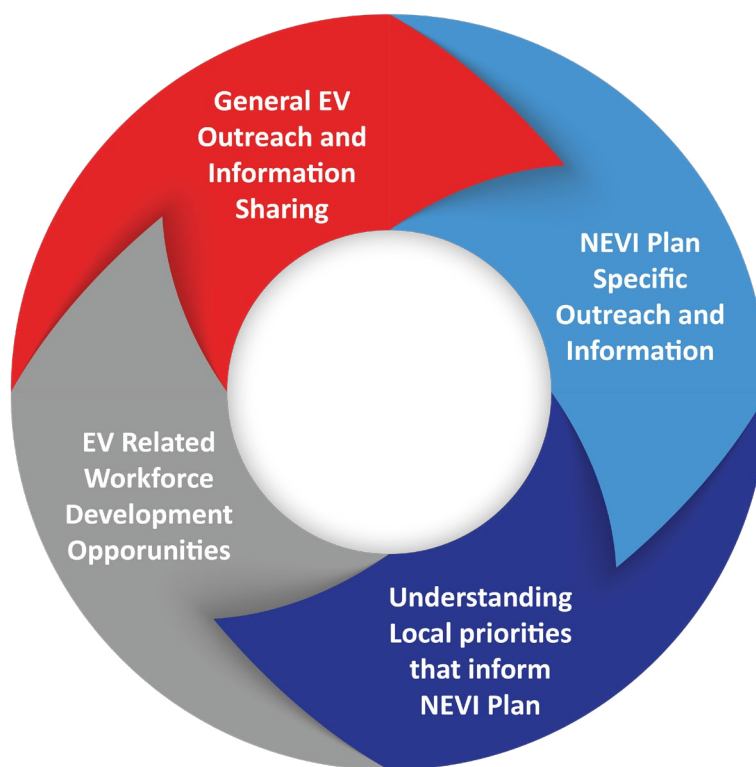 General EV
Outreach and
Information
Sharing
NEVI Plan
Specific
Outreach and
Information
Understanding
Local priorities
that inform
NEVI Plan
EV Related
Workforce
Development
Opporunities